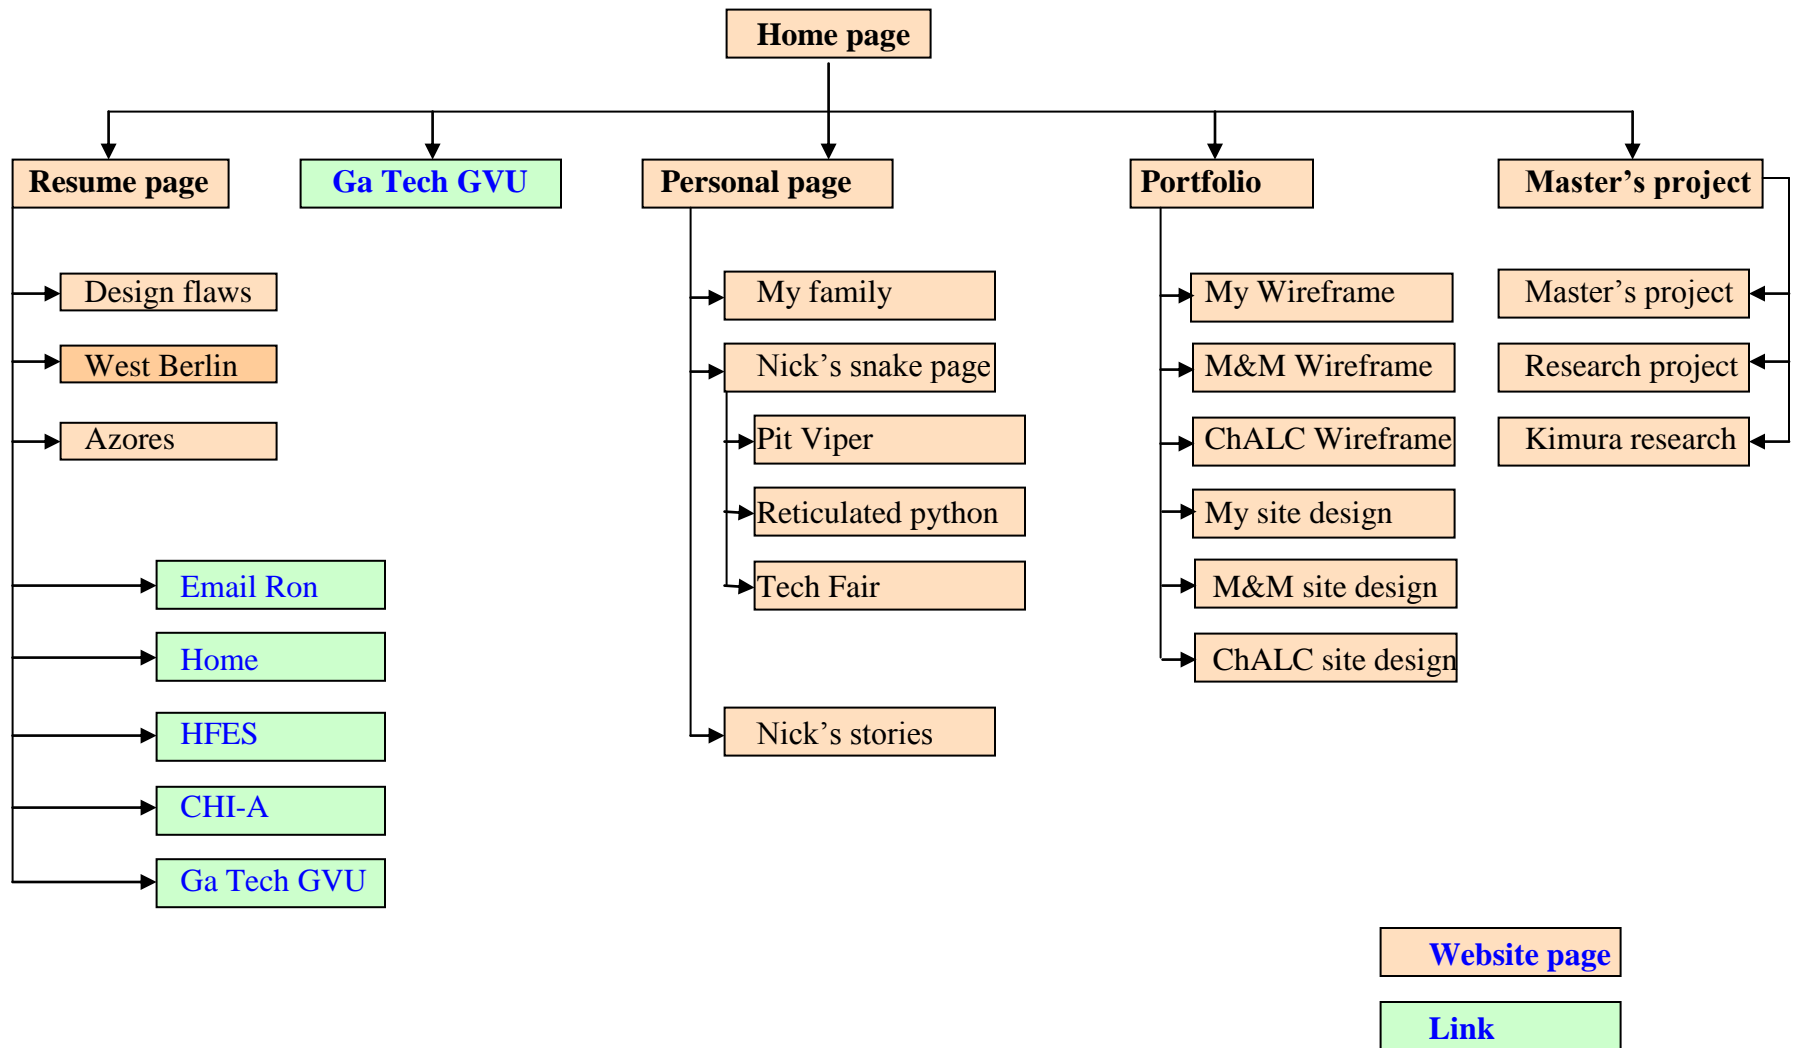 Home page
Resume page
Ga Tech GVU
Personal page
Portfolio
Master’s project
Design flaws
West Berlin
Azores
Email Ron
Home
HFES
CHI-A
Ga Tech GVU
My family
Nick’s snake page
Pit Viper
Reticulated python
Tech Fair
Nick’s stories
My Wireframe
M&M Wireframe
ChALC Wireframe
My site design
M&M site design
ChALC site design
Master’s project
Research project
Kimura research
Website page
Link